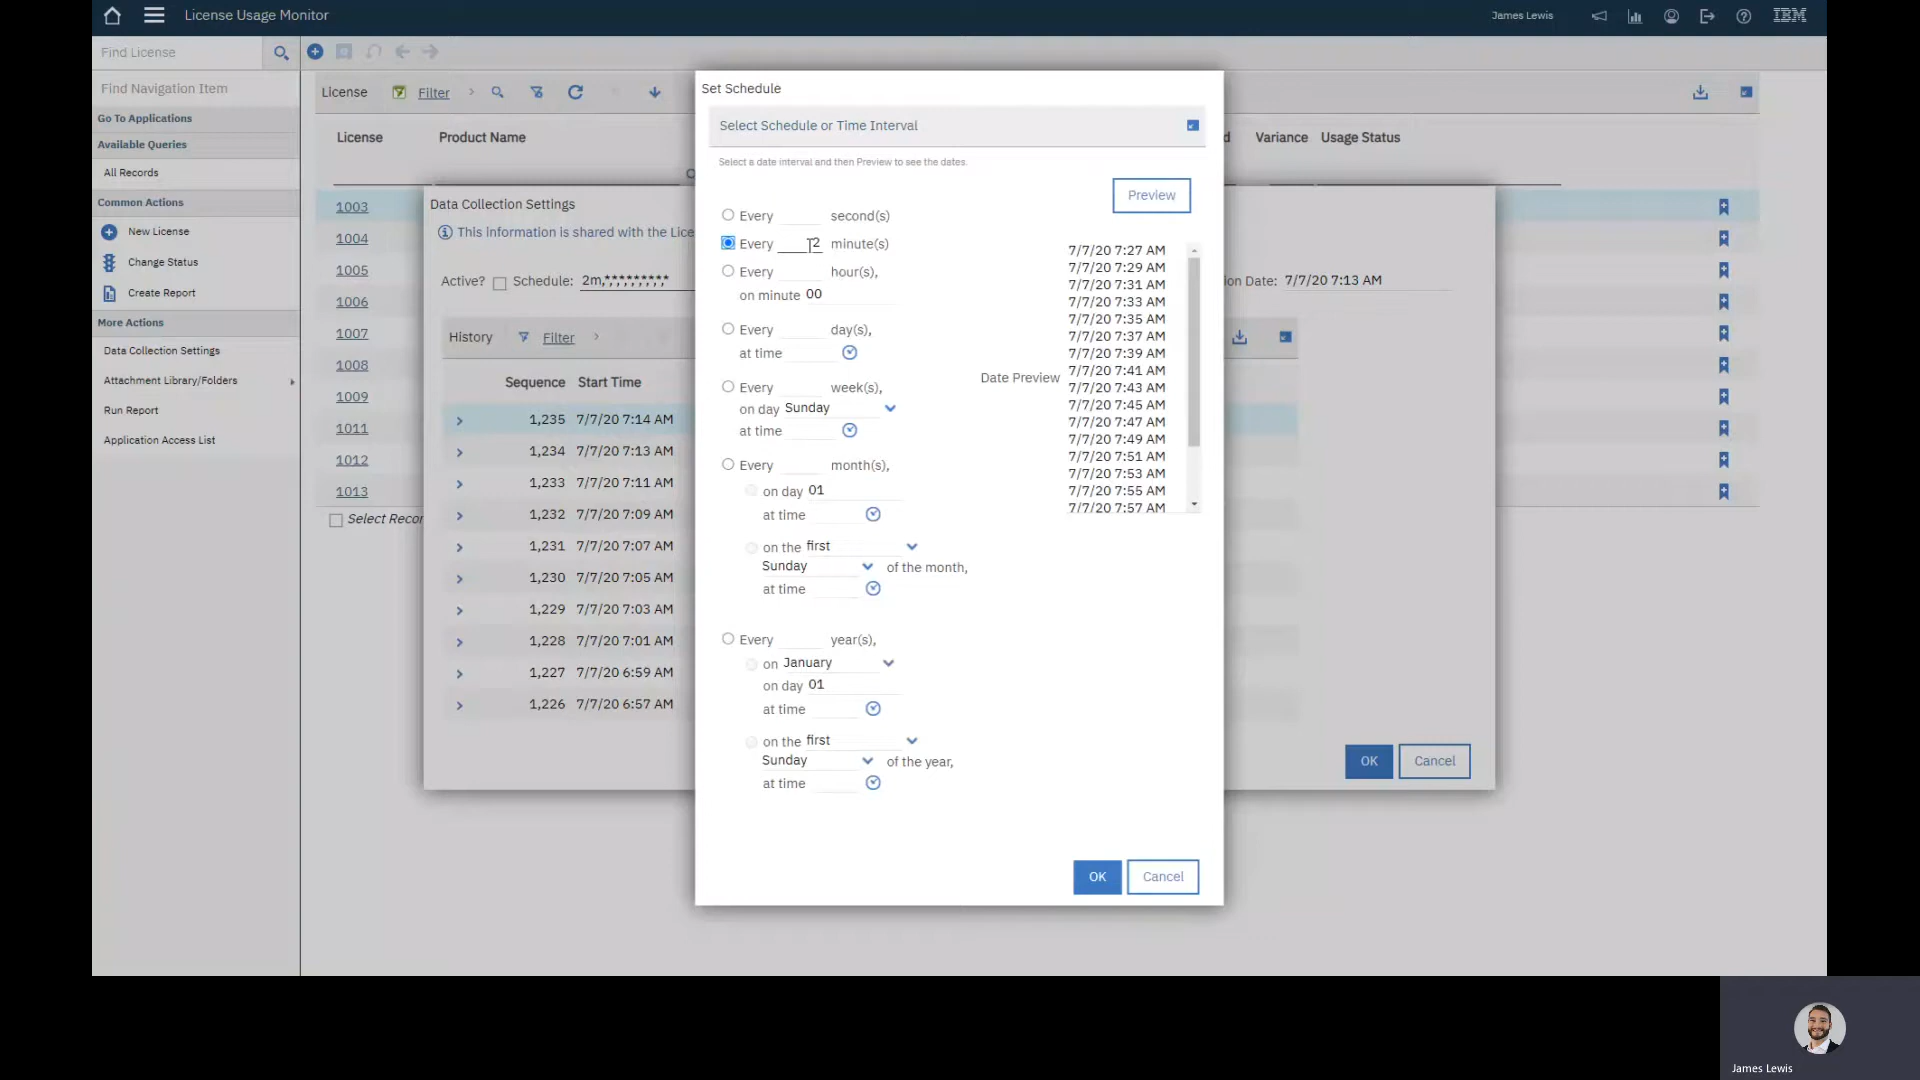 License Usage Monitor
James Lewis
IBM
Find License
Find Navigation Item
Go To Applications
Available Queries
All Records
Common Actions
New License
Change Status
Create Report
More Actions
Data Collection Settings
Attachment Library/Folders
Run Report
Application Access List
License Filter
License Product Name Variance Usage Status
1003
1004
1005
1006
1007
1008
1009
1011
1012
1013
Select Recor
Data Collection Settings
This information is shared with the Lice
Active? Schedule: 2m,*,*,*,*,*,*,*,*,*
ion Date: 7/7/20 7:13 AM
History Filter
Sequence Start Time
1,235 7/7/20 7:14 AM
1,234 7/7/20 7:13 AM
1,233 7/7/20 7:11 AM
1,232 7/7/20 7:09 AM
1,231 7/7/20 7:07 AM
1,230 7/7/20 7:05 AM
1,229 7/7/20 7:03 AM
1,228 7/7/20 7:01 AM
1,227 7/7/20 6:59 AM
1,226 7/7/20 6:57 AM
OK Cancel
Set Schedule
Select Schedule or Time Interval
Select a date interval and then Preview to see the dates.
Preview
Every second(s)
Every 2 minute(s)
Every hour(s),
on minute 00
Every day(s),
at time
Every week(s),
on day Sunday
at time
Every month(s),
on day 01
at time
on the first
Sunday of the month,
at time
Every year(s),
on January
on day 01
at time
on the first
Sunday of the year,
at time
Date Preview
7/7/20 7:27 AM
7/7/20 7:29 AM
7/7/20 7:31 AM
7/7/20 7:33 AM
7/7/20 7:35 AM
7/7/20 7:37 AM
7/7/20 7:39 AM
7/7/20 7:41 AM
7/7/20 7:43 AM
7/7/20 7:45 AM
7/7/20 7:47 AM
7/7/20 7:49 AM
7/7/20 7:51 AM
7/7/20 7:53 AM
7/7/20 7:55 AM
7/7/20 7:57 AM
OK Cancel
James Lewis